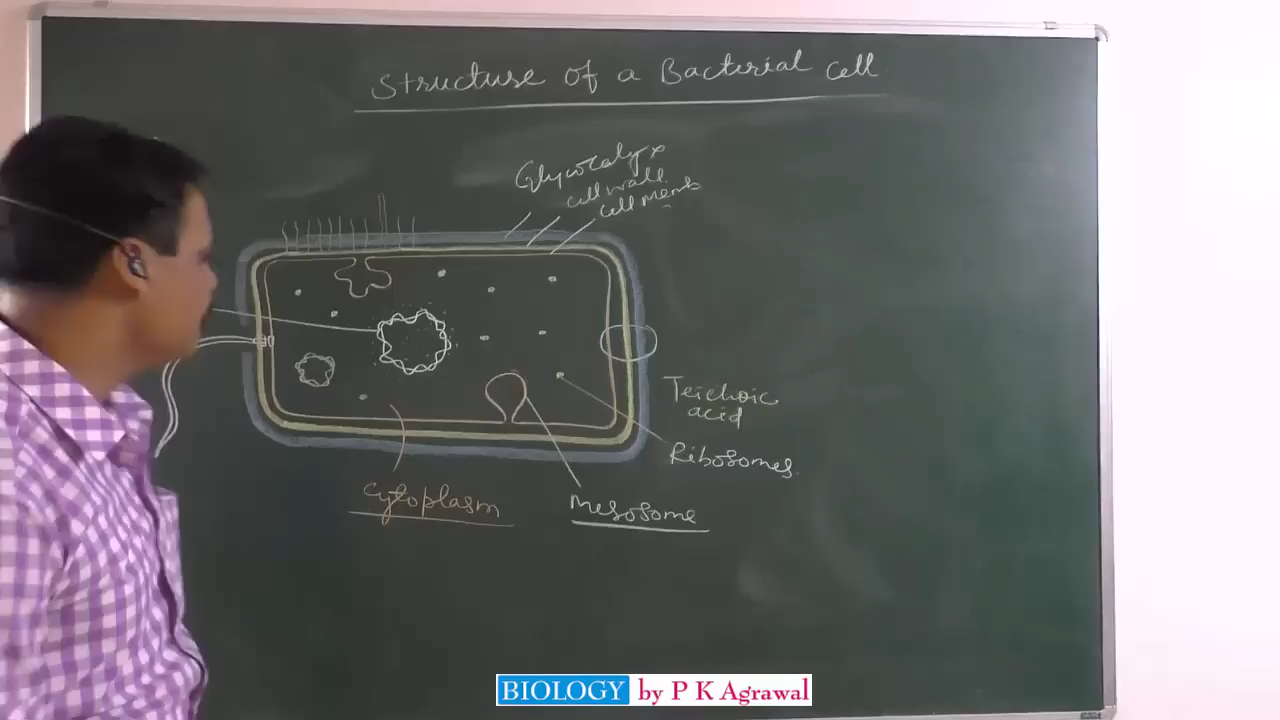 Structure of a Bacterial cell
Glycocalyx
cell wall
cell memb
Teichoic
acid
Ribosomes
Cytoplasm
Mesosome
BIOLOGY by P K Agrawal